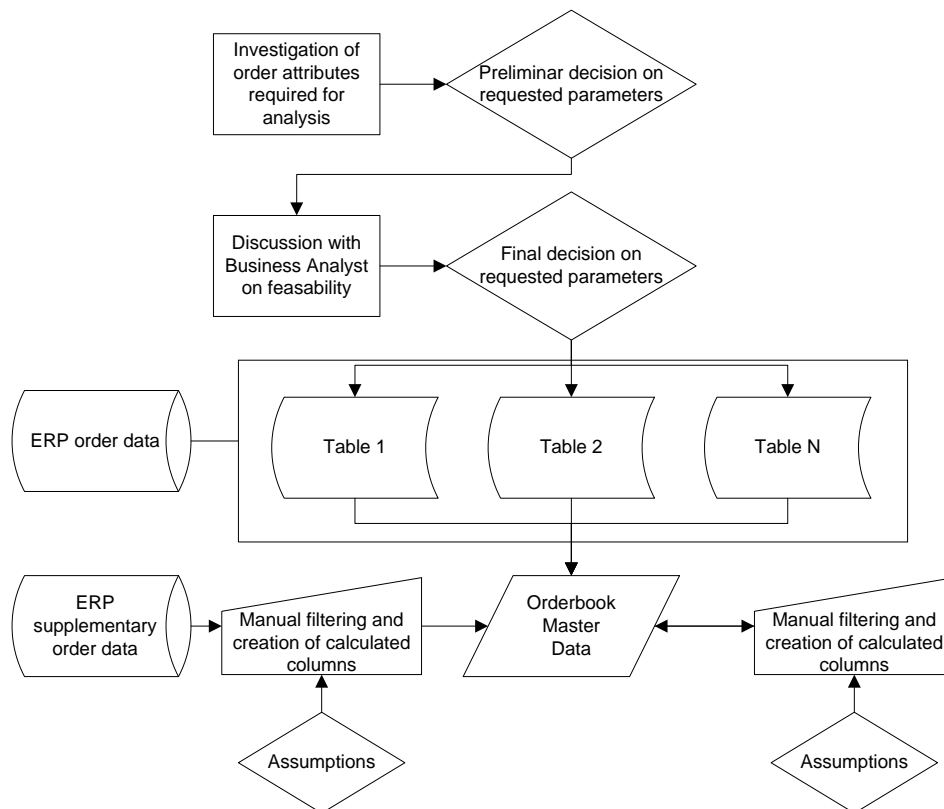 Investigation of
order attributes
required for
analysis
Preliminar decision on
requested parameters
Discussion with
Business Analyst
on feasability
Final decision on
requested parameters
ERP order data
Table 1
Table 2
Table N
ERP
supplementary
order data
Manual filtering and
creation of calculated
columns
Orderbook
Master
Data
Manual filtering and
creation of calculated
columns
Assumptions
Assumptions